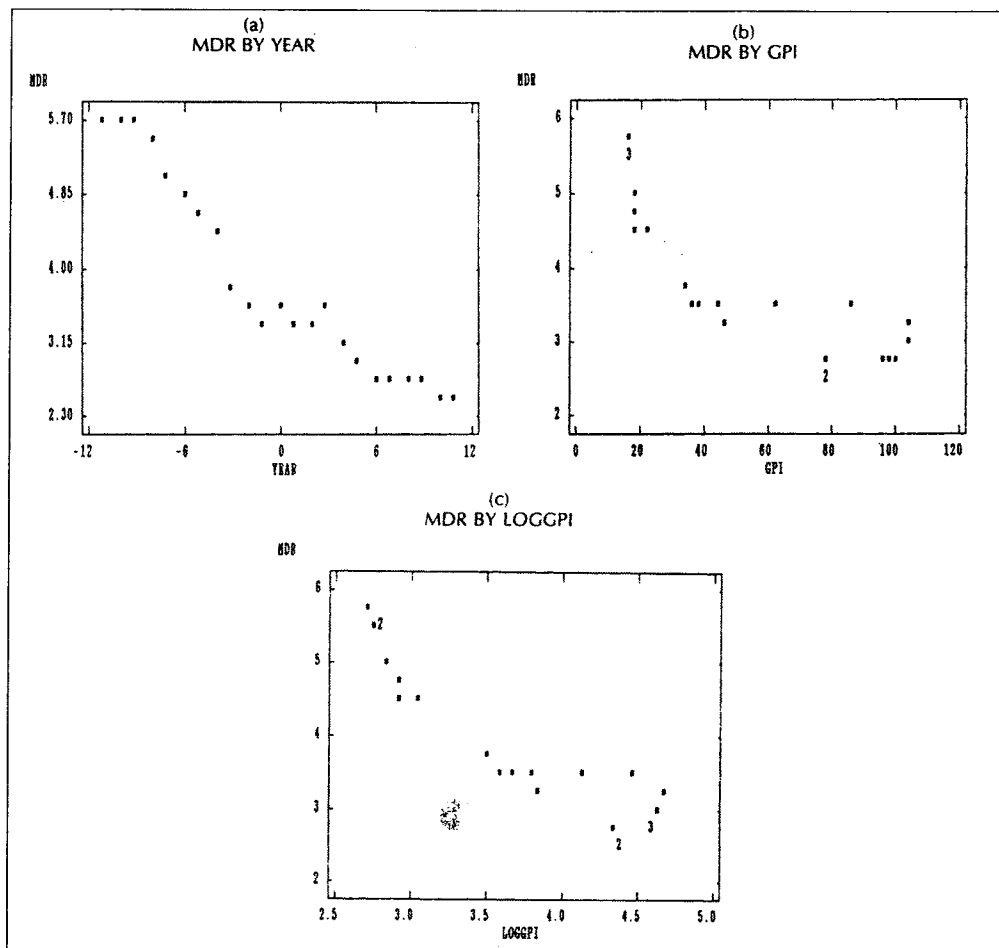 (a)
MDR BY YEAR
MDR
5.70
4.85
4.00
3.15
2.30
-12 -6 0 6 12
YEAR
(b)
MDR BY GPI
MDR
6
5
4
3
2
3
2
0 20 40 60 80 100 120
GPI
(c)
MDR BY LOGGPI
MDR
6
5
4
3
2
2
3
2
2.5 3.0 3.5 4.0 4.5 5.0
LOGGPI